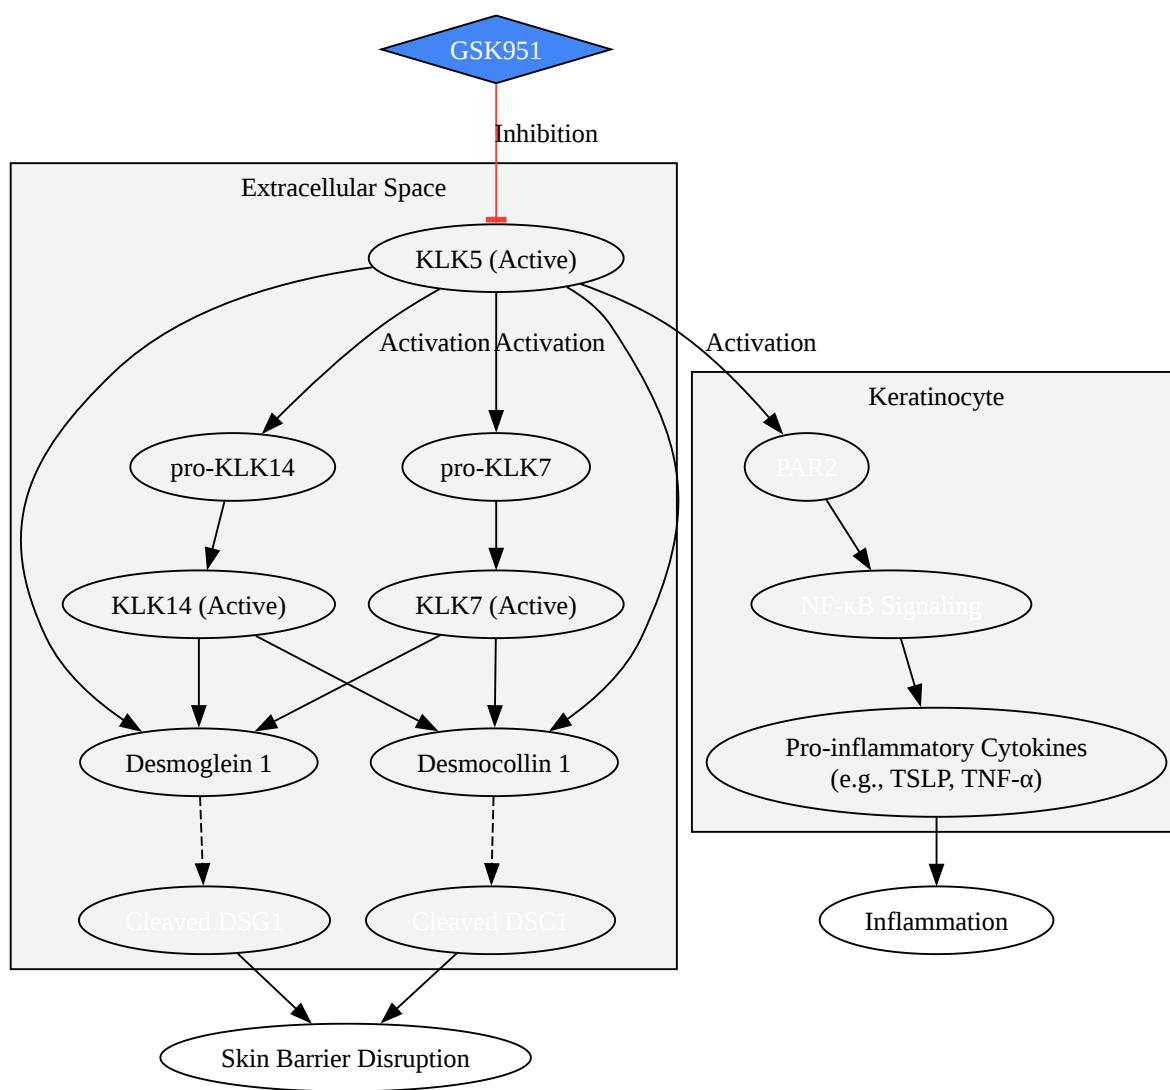 GSK951
Inhibition
Extracellular Space
KLK5 (Active)
Activation
Activation
Activation
Keratinocyte
pro-KLK14
pro-KLK7
PAR2
KLK14 (Active)
KLK7 (Active)
NF-κB Signaling
Desmoglein 1
Desmocollin 1
Pro-inflammatory Cytokines
(e.g., TSLP, TNF-α)
Cleaved DSG1
Cleaved DSC1
Inflammation
Skin Barrier Disruption